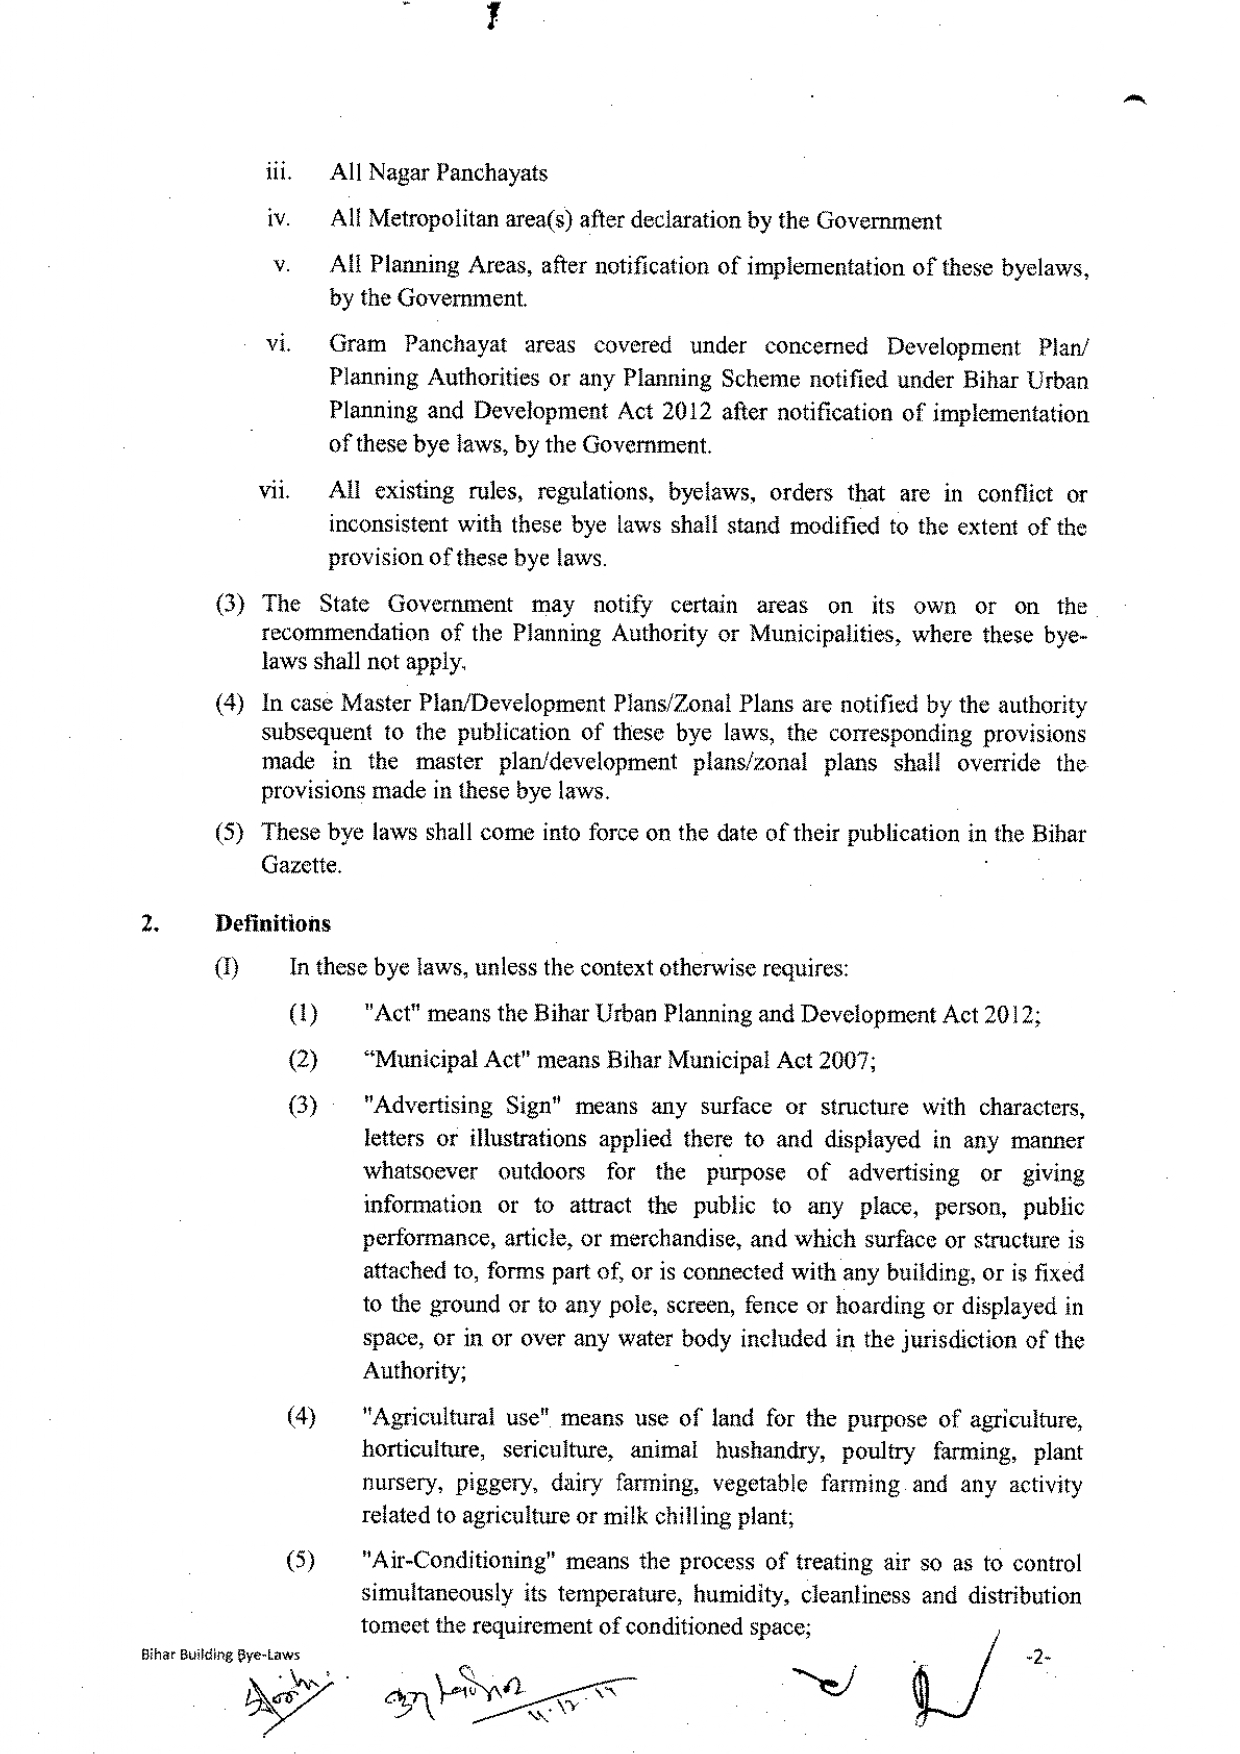 iii. All Nagar Panchayats
iv. All Metropolitan area(s) after declaration by the Government
v. All Planning Areas, after notification of implementation of these byelaws,
by the Government.
vi. Gram Panchayat areas covered under concerned Development Plan/
Planning Authorities or any Planning Scheme notified under Bihar Urban
Planning and Development Act 2012 after notification of implementation
of these bye laws, by the Government.
vii. All existing rules, regulations, byelaws, orders that are in conflict or
inconsistent with these bye laws shall stand modified to the extent of the
provision of these bye laws.
(3) The State Government may notify certain areas on its own or on the
recommendation of the Planning Authority or Municipalities, where these bye-
laws shall not apply.
(4) In case Master Plan/Development Plans/Zonal Plans are notified by the authority
subsequent to the publication of these bye laws, the corresponding provisions
made in the master plan/development plans/zonal plans shall override the
provisions made in these bye laws.
(5) These bye laws shall come into force on the date of their publication in the Bihar
Gazette.
2. Definitions
(I) In these bye laws, unless the context otherwise requires:
(1) "Act" means the Bihar Urban Planning and Development Act 2012;
(2) “Municipal Act" means Bihar Municipal Act 2007;
(3) "Advertising Sign" means any surface or structure with characters,
letters or illustrations applied there to and displayed in any manner
whatsoever outdoors for the purpose of advertising or giving
information or to attract the public to any place, person, public
performance, article, or merchandise, and which surface or structure is
attached to, forms part of, or is connected with any building, or is fixed
to the ground or to any pole, screen, fence or hoarding or displayed in
space, or in or over any water body included in the jurisdiction of the
Authority;
(4) "Agricultural use" means use of land for the purpose of agriculture,
horticulture, sericulture, animal hushandry, poultry farming, plant
nursery, piggery, dairy farming, vegetable farming and any activity
related to agriculture or milk chilling plant;
(5) "Air-Conditioning" means the process of treating air so as to control
simultaneously its temperature, humidity, cleanliness and distribution
tomeet the requirement of conditioned space;
Bihar Building Bye-Laws -2-